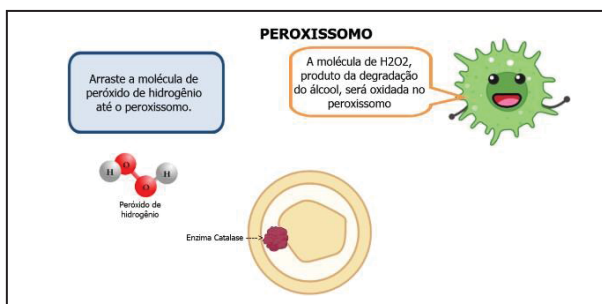 PEROXISSOMO
Arraste a molécula de
peróxido de hidrogênio
até o peroxissomo.
A molécula de H2O2,
produto da degradação
do álcool, será oxidada no
peroxissomo
H O O H
Peróxido de
hidrogênio
Enzima Catalase ---->